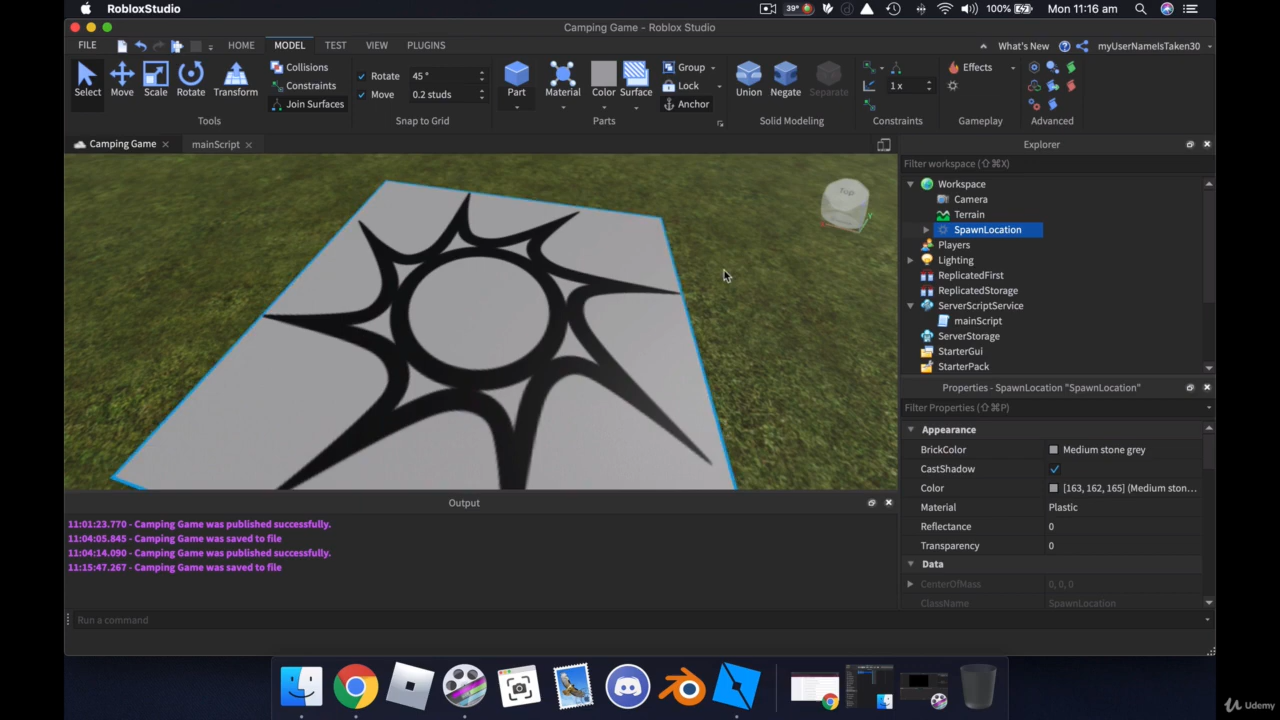 RobloxStudio 39° 100% Mon 11:16 am
Camping Game - Roblox Studio
FILE HOME MODEL TEST VIEW PLUGINS What's New myUserNameIsTaken30
Select Move Scale Rotate Transform
Collisions
Constraints
Join Surfaces
Tools
Rotate 45 °
Move 0.2 studs
Snap to Grid
Part Material Color Surface
Group
Lock
Anchor
Parts
Union Negate Separate
Solid Modeling
1 x
Constraints
Effects
Gameplay
Advanced
Camping Game mainScript
Top
Explorer
Filter workspace (⇧⌘X)
Workspace
Camera
Terrain
SpawnLocation
Players
Lighting
ReplicatedFirst
ReplicatedStorage
ServerScriptService
mainScript
ServerStorage
StarterGui
StarterPack
Properties - SpawnLocation "SpawnLocation"
Filter Properties (⇧⌘P)
Appearance
BrickColor Medium stone grey
CastShadow
Color [163, 162, 165] (Medium ston...
Material Plastic
Reflectance 0
Transparency 0
Data
CenterOfMass 0, 0, 0
ClassName SpawnLocation
Output
11:01:23.770 - Camping Game was published successfully.
11:04:05.845 - Camping Game was saved to file
11:04:14.090 - Camping Game was published successfully.
11:15:47.267 - Camping Game was saved to file
Run a command
Udemy